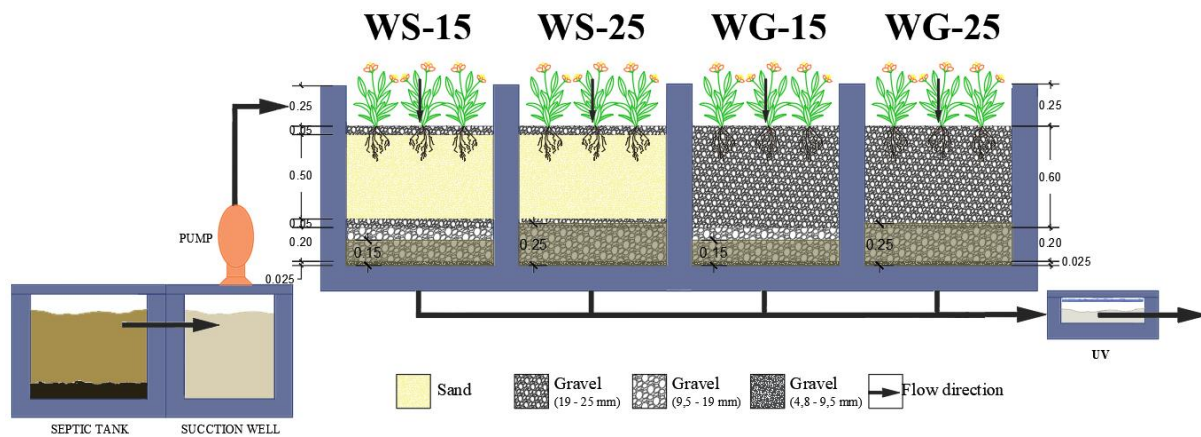 WS-15 WS-25 WG-15 WG-25
0.25
0.05
0.50
0.05
0.20
0.025
0.15
0.25
0.15
0.25
0.25
0.60
0.20
0.025
PUMP
SEPTIC TANK
SUCCTION WELL
UV
Sand
Gravel
(19 - 25 mm)
Gravel
(9,5 - 19 mm)
Gravel
(4,8 - 9,5 mm)
Flow direction